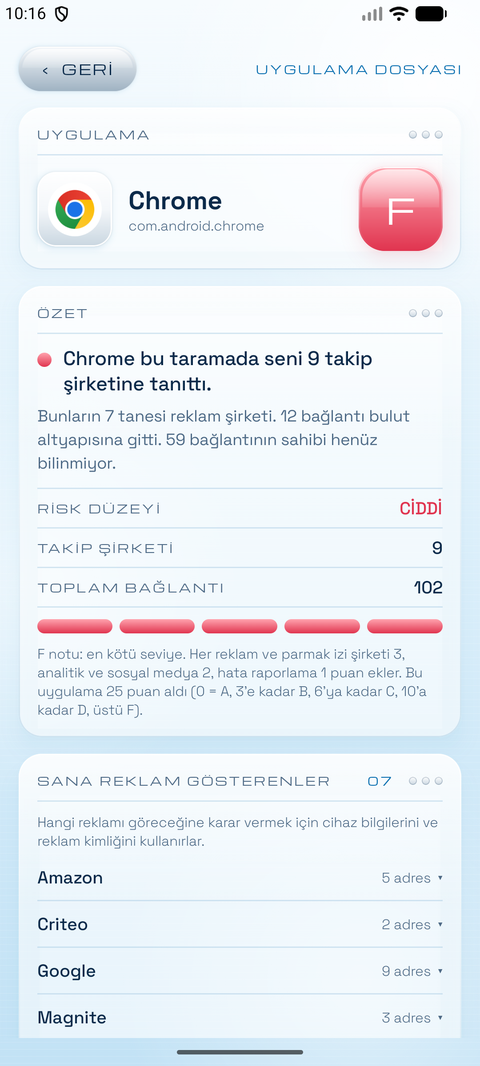 10:16
‹ GERİ
UYGULAMA DOSYASI
UYGULAMA
Chrome
com.android.chrome
F
ÖZET
Chrome bu taramada seni 9 takip
şirketine tanıttı.
Bunların 7 tanesi reklam şirketi. 12 bağlantı bulut
altyapısına gitti. 59 bağlantının sahibi henüz
bilinmiyor.
RİSK DÜZEYİ CİDDİ
TAKİP ŞİRKETİ 9
TOPLAM BAĞLANTI 102
F notu: en kötü seviye. Her reklam ve parmak izi şirketi 3,
analitik ve sosyal medya 2, hata raporlama 1 puan ekler. Bu
uygulama 25 puan aldı (0 = A, 3'e kadar B, 6'ya kadar C, 10'a
kadar D, üstü F).
SANA REKLAM GÖSTERENLER 07
Hangi reklamı göreceğine karar vermek için cihaz bilgilerini ve
reklam kimliğini kullanırlar.
Amazon 5 adres ▾
Criteo 2 adres ▾
Google 9 adres ▾
Magnite 3 adres ▾